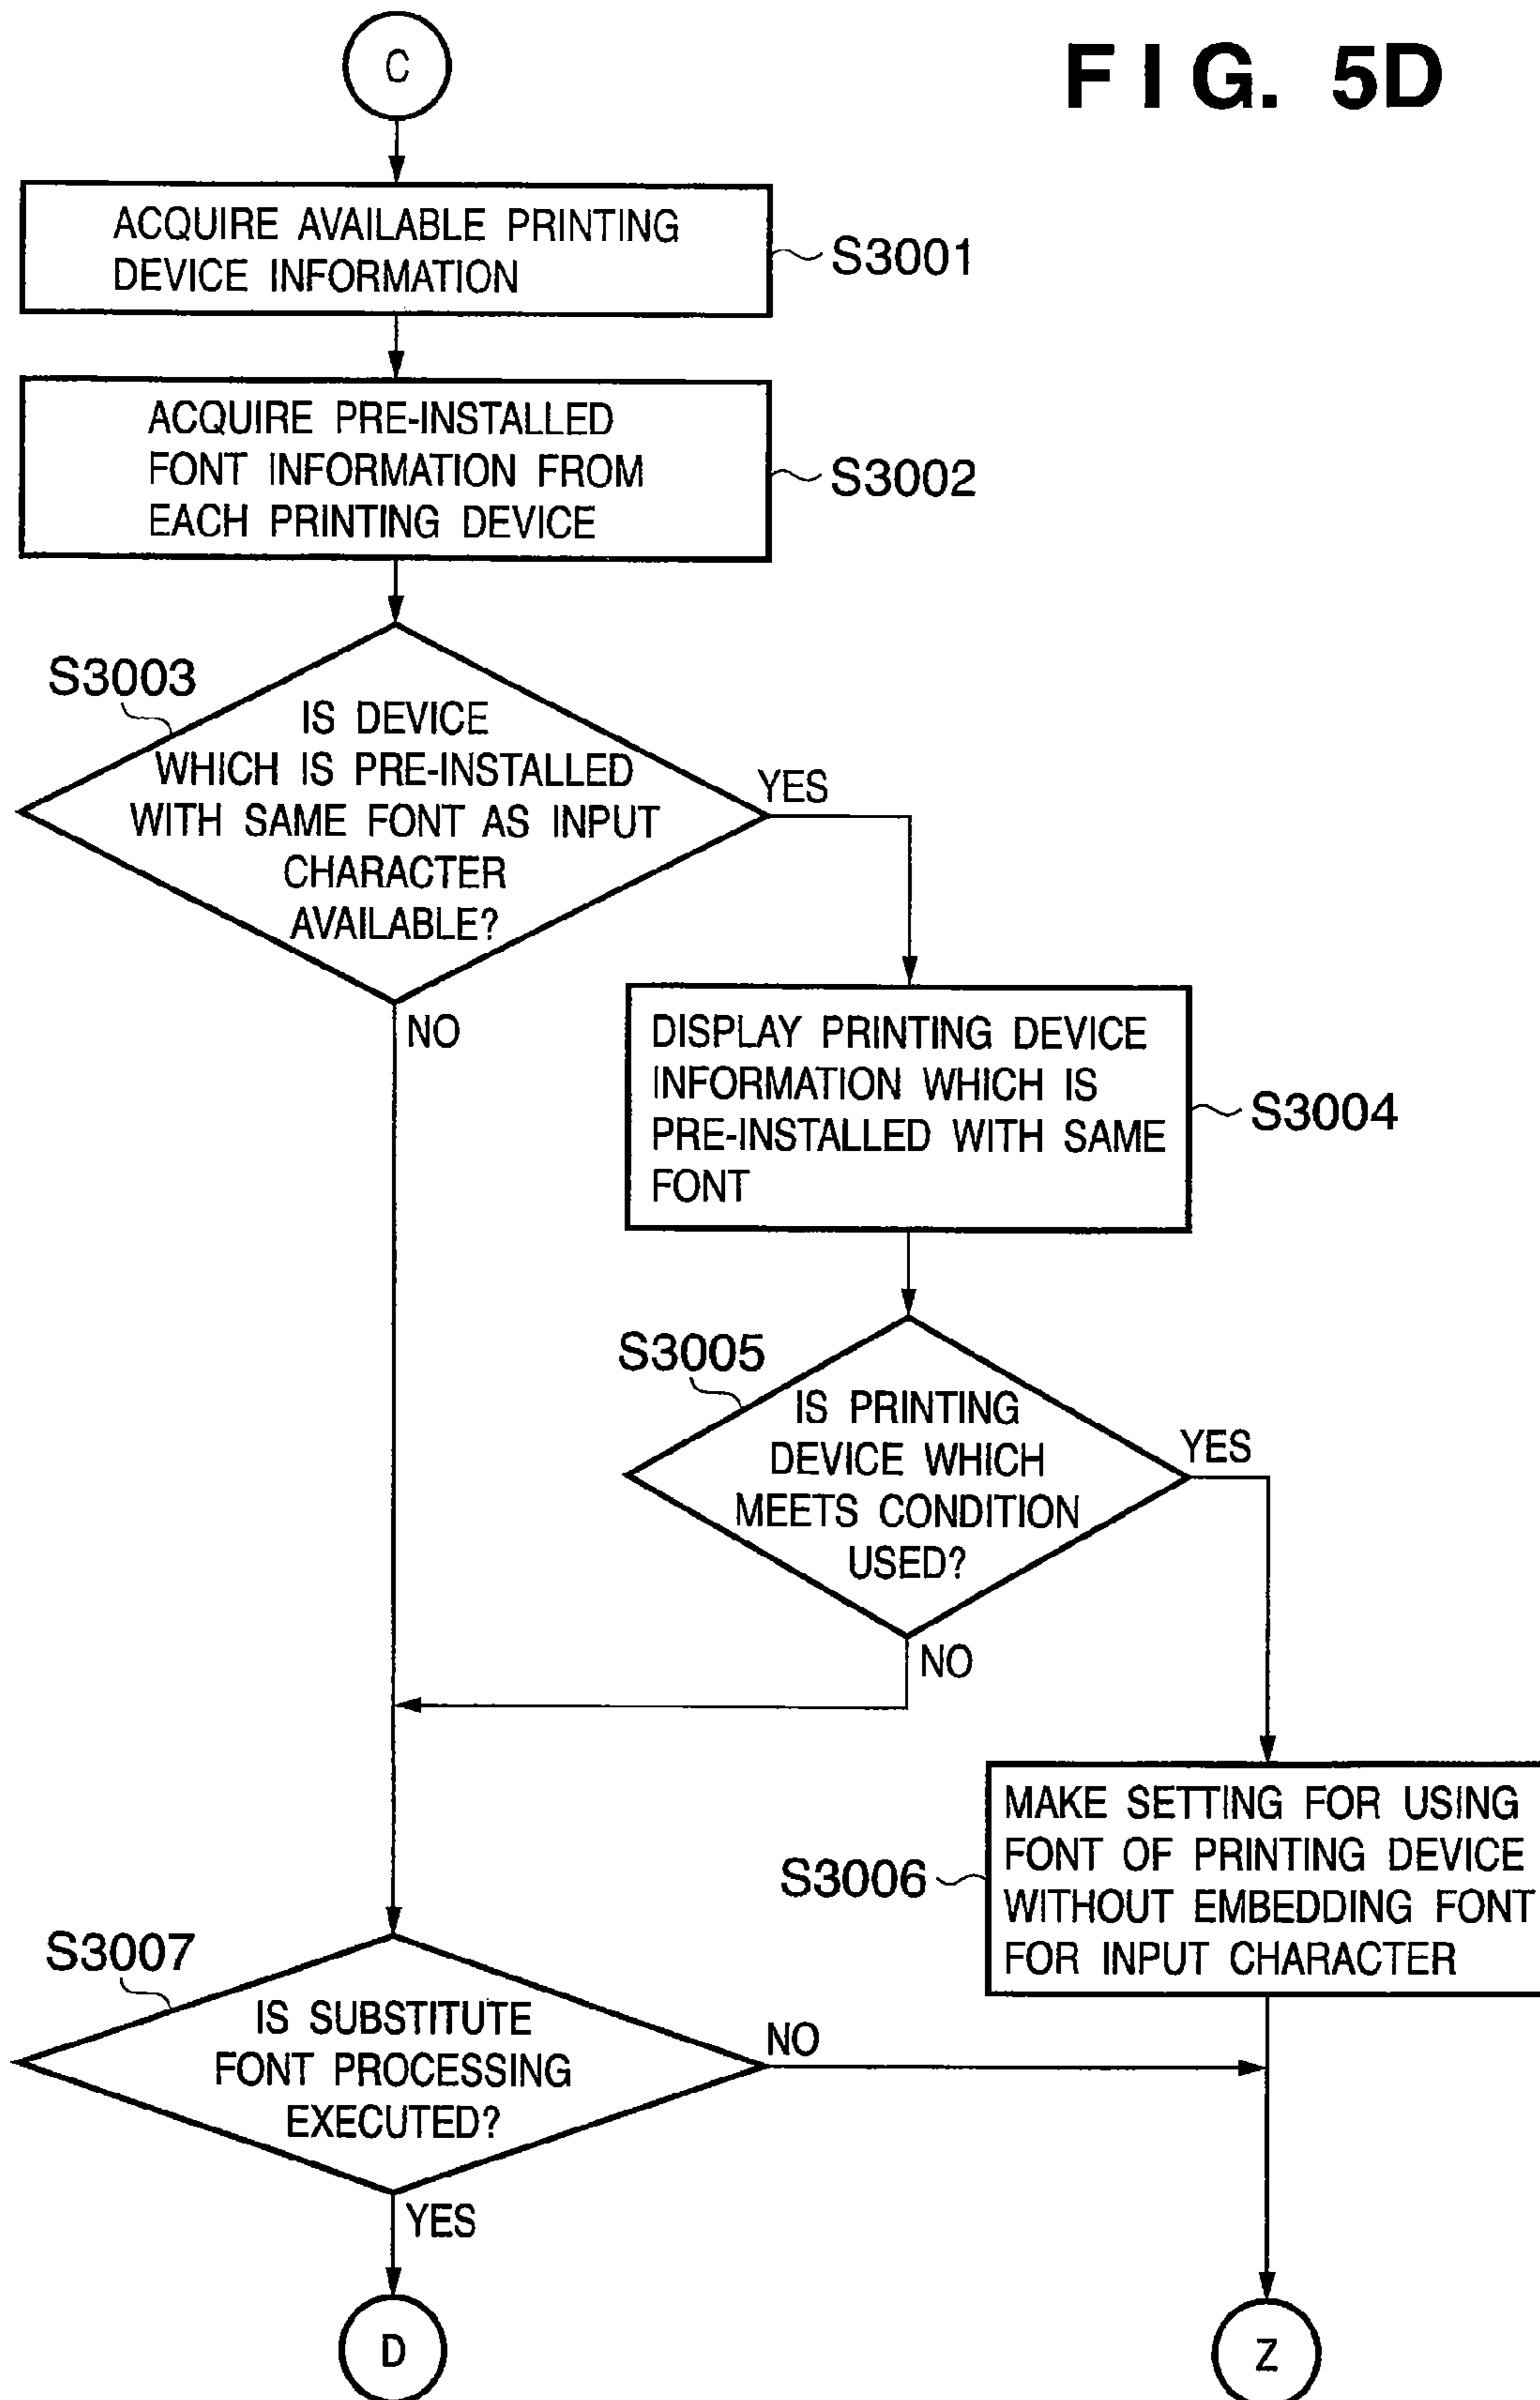 C
F I G. 5D
ACQUIRE AVAILABLE PRINTING
DEVICE INFORMATION
S3001
ACQUIRE PRE-INSTALLED
FONT INFORMATION FROM
EACH PRINTING DEVICE
S3002
S3003
IS DEVICE
WHICH IS PRE-INSTALLED
WITH SAME FONT AS INPUT
CHARACTER
AVAILABLE?
YES
NO
DISPLAY PRINTING DEVICE
INFORMATION WHICH IS
PRE-INSTALLED WITH SAME
FONT
S3004
S3005
IS PRINTING
DEVICE WHICH
MEETS CONDITION
USED?
YES
NO
MAKE SETTING FOR USING
FONT OF PRINTING DEVICE
WITHOUT EMBEDDING FONT
FOR INPUT CHARACTER
S3006
S3007
IS SUBSTITUTE
FONT PROCESSING
EXECUTED?
NO
YES
D
Z